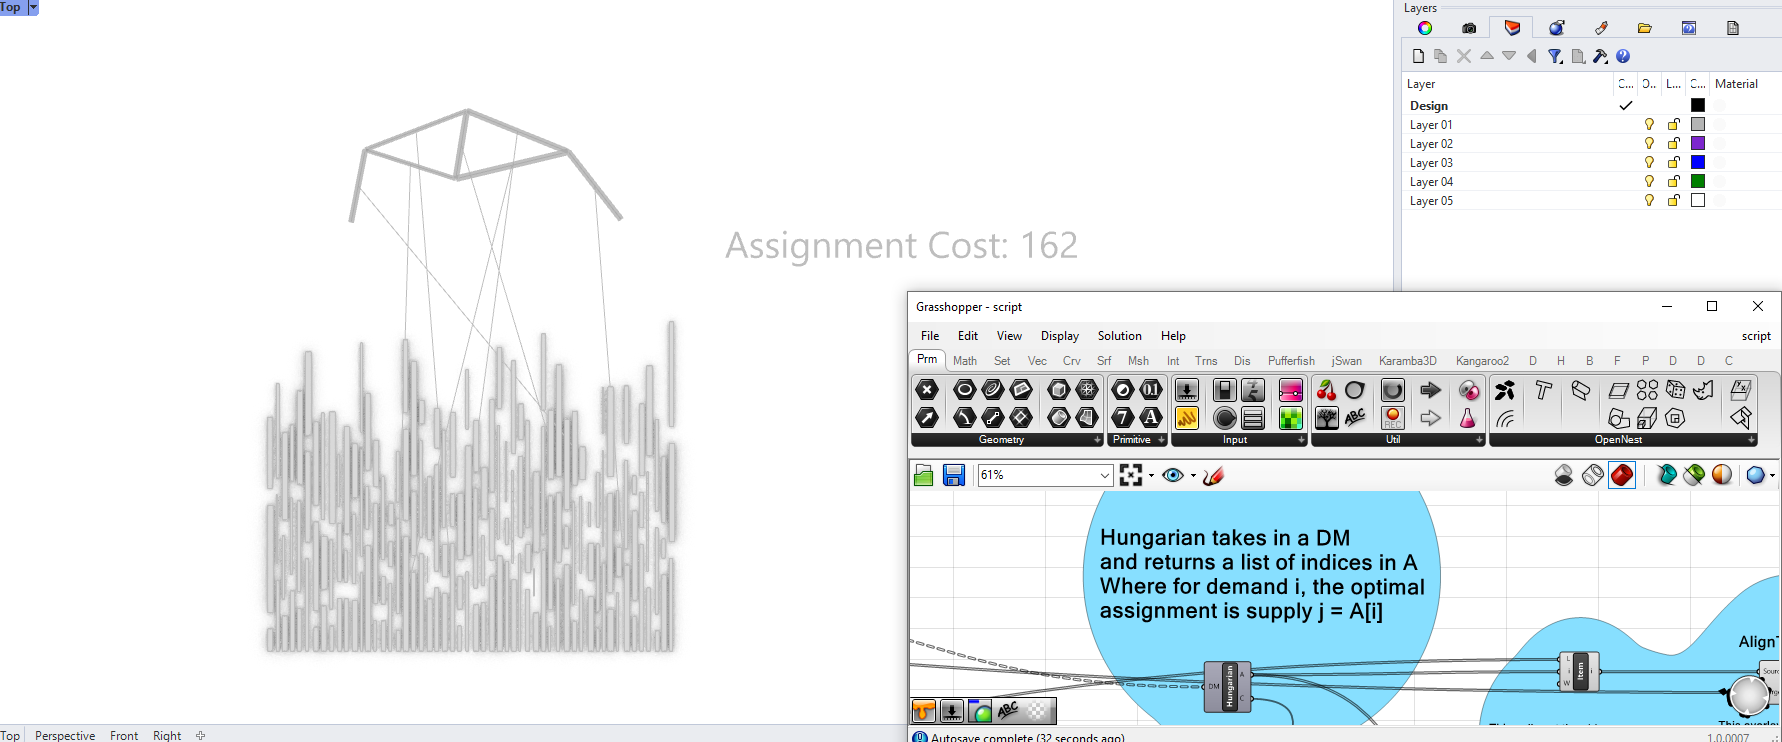 Top
Layers
Layer C... O.. L... C... Material
Design
Layer 01
Layer 02
Layer 03
Layer 04
Layer 05
Assignment Cost: 162
Grasshopper - script
File Edit View Display Solution Help script
Prm Math Set Vec Crv Srf Msh Int Trns Dis Pufferfish jSwan Karamba3D Kangaroo2 D H B F P D D C
Geometry Primitive Input Util OpenNest
61%
Hungarian takes in a DM
and returns a list of indices in A
Where for demand i, the optimal
assignment is supply j = A[i]
AlignT
DM Hungarian A C
L i W Item i
Sour
Top Perspective Front Right
Autosave complete (32 seconds ago)
1.0.0007